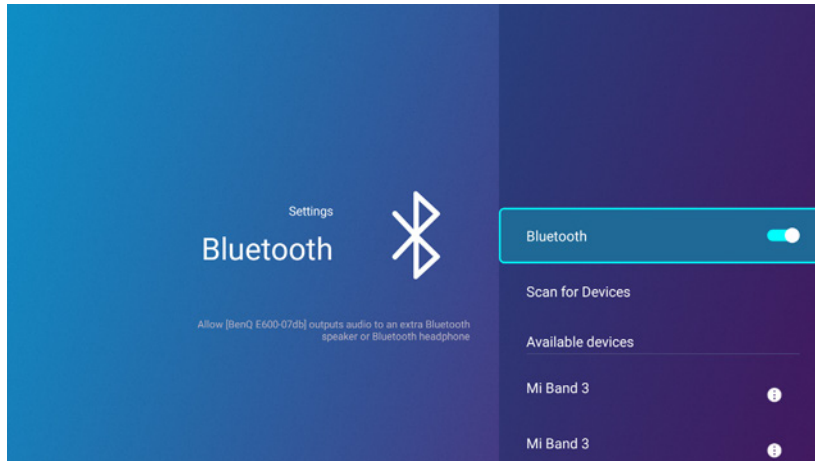 Settings
Bluetooth
Allow [BenQ E600-07db] outputs audio to an extra Bluetooth
speaker or Bluetooth headphone
Bluetooth
Scan for Devices
Available devices
Mi Band 3
Mi Band 3